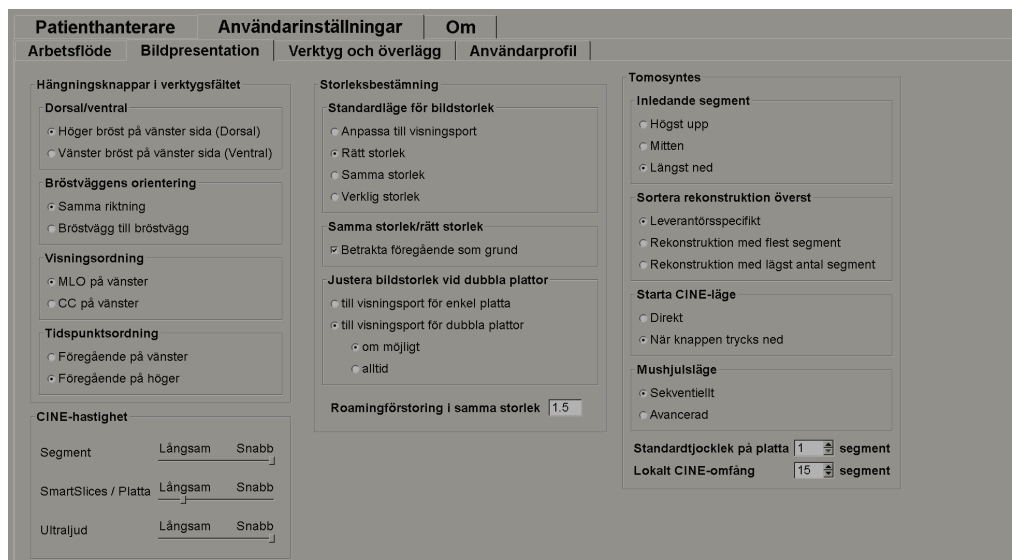 Patienthanterare Användarinställningar Om
Arbetsflöde Bildpresentation Verktyg och överlägg Användarprofil
Hängningsknappar i verktygsfältet
Dorsal/ventral
Höger bröst på vänster sida (Dorsal)
Vänster bröst på vänster sida (Ventral)
Bröstväggens orientering
Samma riktning
Bröstvägg till bröstvägg
Visningsordning
MLO på vänster
CC på vänster
Tidspunktsordning
Föregående på vänster
Föregående på höger
CINE-hastighet
Segment Långsam Snabb
SmartSlices / Platta Långsam Snabb
Ultraljud Långsam Snabb
Storleksbestämning
Standardläge för bildstorlek
Anpassa till visningsport
Rätt storlek
Samma storlek
Verklig storlek
Samma storlek/rätt storlek
Betrakta föregående som grund
Justera bildstorlek vid dubbla plattor
till visningsport för enkel platta
till visningsport för dubbla plattor
om möjligt
alltid
Roamingförstoring i samma storlek 1.5
Tomosyntes
Inledande segment
Högst upp
Mitten
Längst ned
Sortera rekonstruktion överst
Leverantörsspecifikt
Rekonstruktion med flest segment
Rekonstruktion med lägst antal segment
Starta CINE-läge
Direkt
När knappen trycks ned
Mushjulsläge
Sekventiellt
Avancerad
Standardtjocklek på platta 1 segment
Lokalt CINE-omfång 15 segment